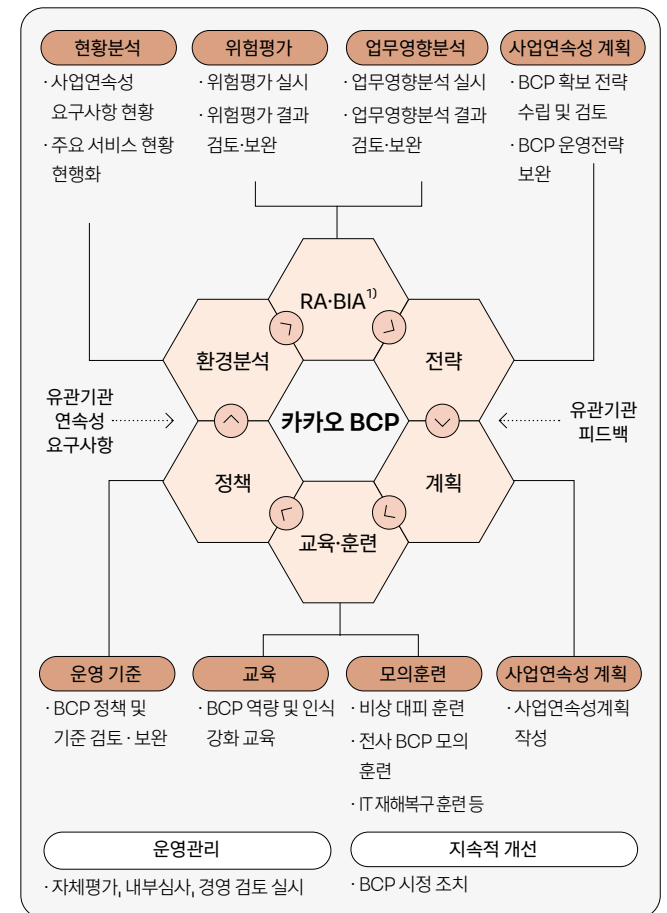 현황분석
· 사업연속성
요구사항 현황
· 주요 서비스 현황
현행화
위험평가
· 위험평가 실시
· 위험평가 결과
검토·보완
업무영향분석
· 업무영향분석 실시
· 업무영향분석 결과
검토·보완
사업연속성 계획
· BCP 확보 전략
수립 및 검토
· BCP 운영전략
보완
RA·BIA¹⁾
환경분석
전략
유관기관
연속성
요구사항
카카오 BCP
유관기관
피드백
정책
계획
교육·훈련
운영 기준
· BCP 정책 및
기준 검토 · 보완
교육
· BCP 역량 및 인식
강화 교육
모의훈련
· 비상 대피 훈련
· 전사 BCP 모의
훈련
· IT 재해복구 훈련 등
사업연속성 계획
· 사업연속성계획
작성
운영관리
· 자체평가, 내부심사, 경영 검토 실시
지속적 개선
· BCP 시정 조치